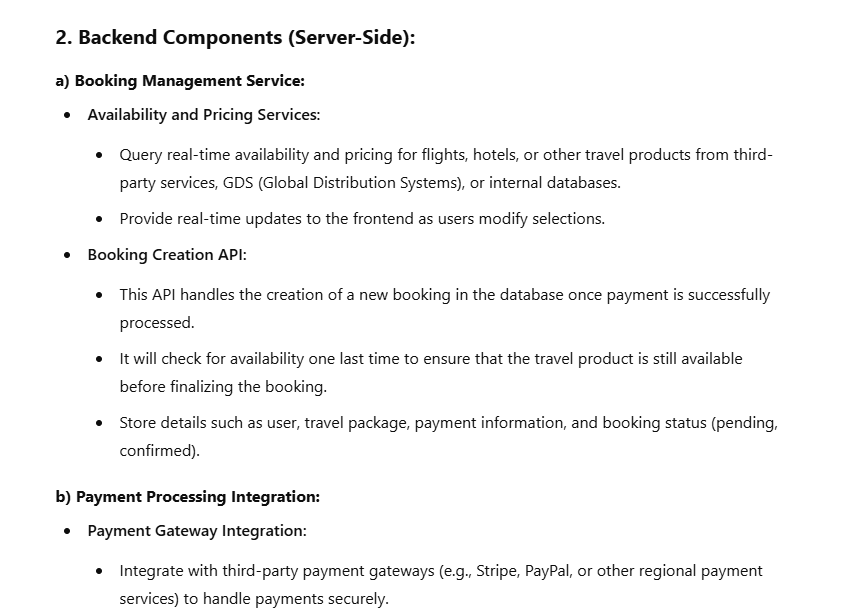 2. Backend Components (Server-Side):
a) Booking Management Service:
• Availability and Pricing Services:
• Query real-time availability and pricing for flights, hotels, or other travel products from third-
party services, GDS (Global Distribution Systems), or internal databases.
• Provide real-time updates to the frontend as users modify selections.
• Booking Creation API:
• This API handles the creation of a new booking in the database once payment is successfully
processed.
• It will check for availability one last time to ensure that the travel product is still available
before finalizing the booking.
• Store details such as user, travel package, payment information, and booking status (pending,
confirmed).
b) Payment Processing Integration:
• Payment Gateway Integration:
• Integrate with third-party payment gateways (e.g., Stripe, PayPal, or other regional payment
services) to handle payments securely.